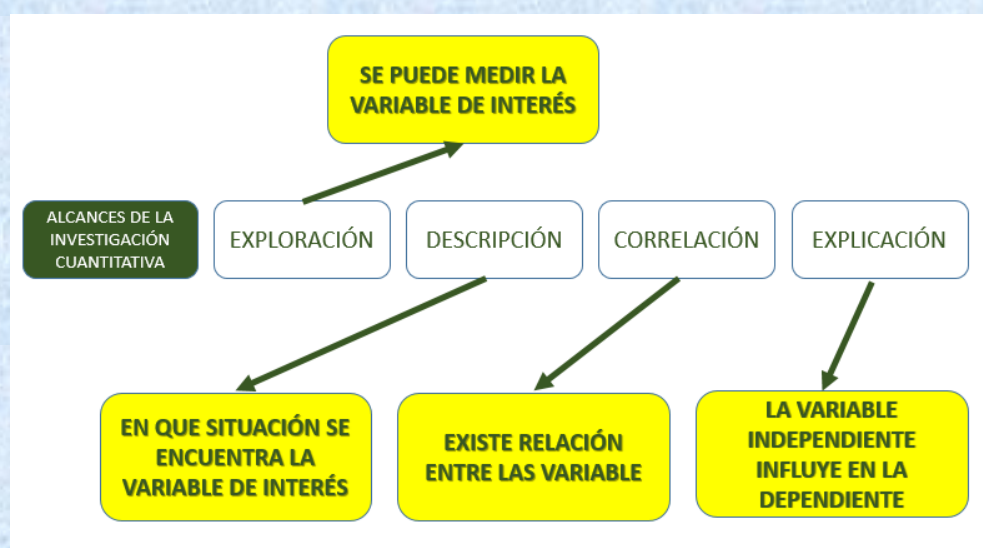 SE PUEDE MEDIR LA
VARIABLE DE INTERÉS
ALCANCES DE LA
INVESTIGACIÓN
CUANTITATIVA
EXPLORACIÓN
DESCRIPCIÓN
CORRELACIÓN
EXPLICACIÓN
EN QUE SITUACIÓN SE
ENCUENTRA LA
VARIABLE DE INTERÉS
EXISTE RELACIÓN
ENTRE LAS VARIABLE
LA VARIABLE
INDEPENDIENTE
INFLUYE EN LA
DEPENDIENTE